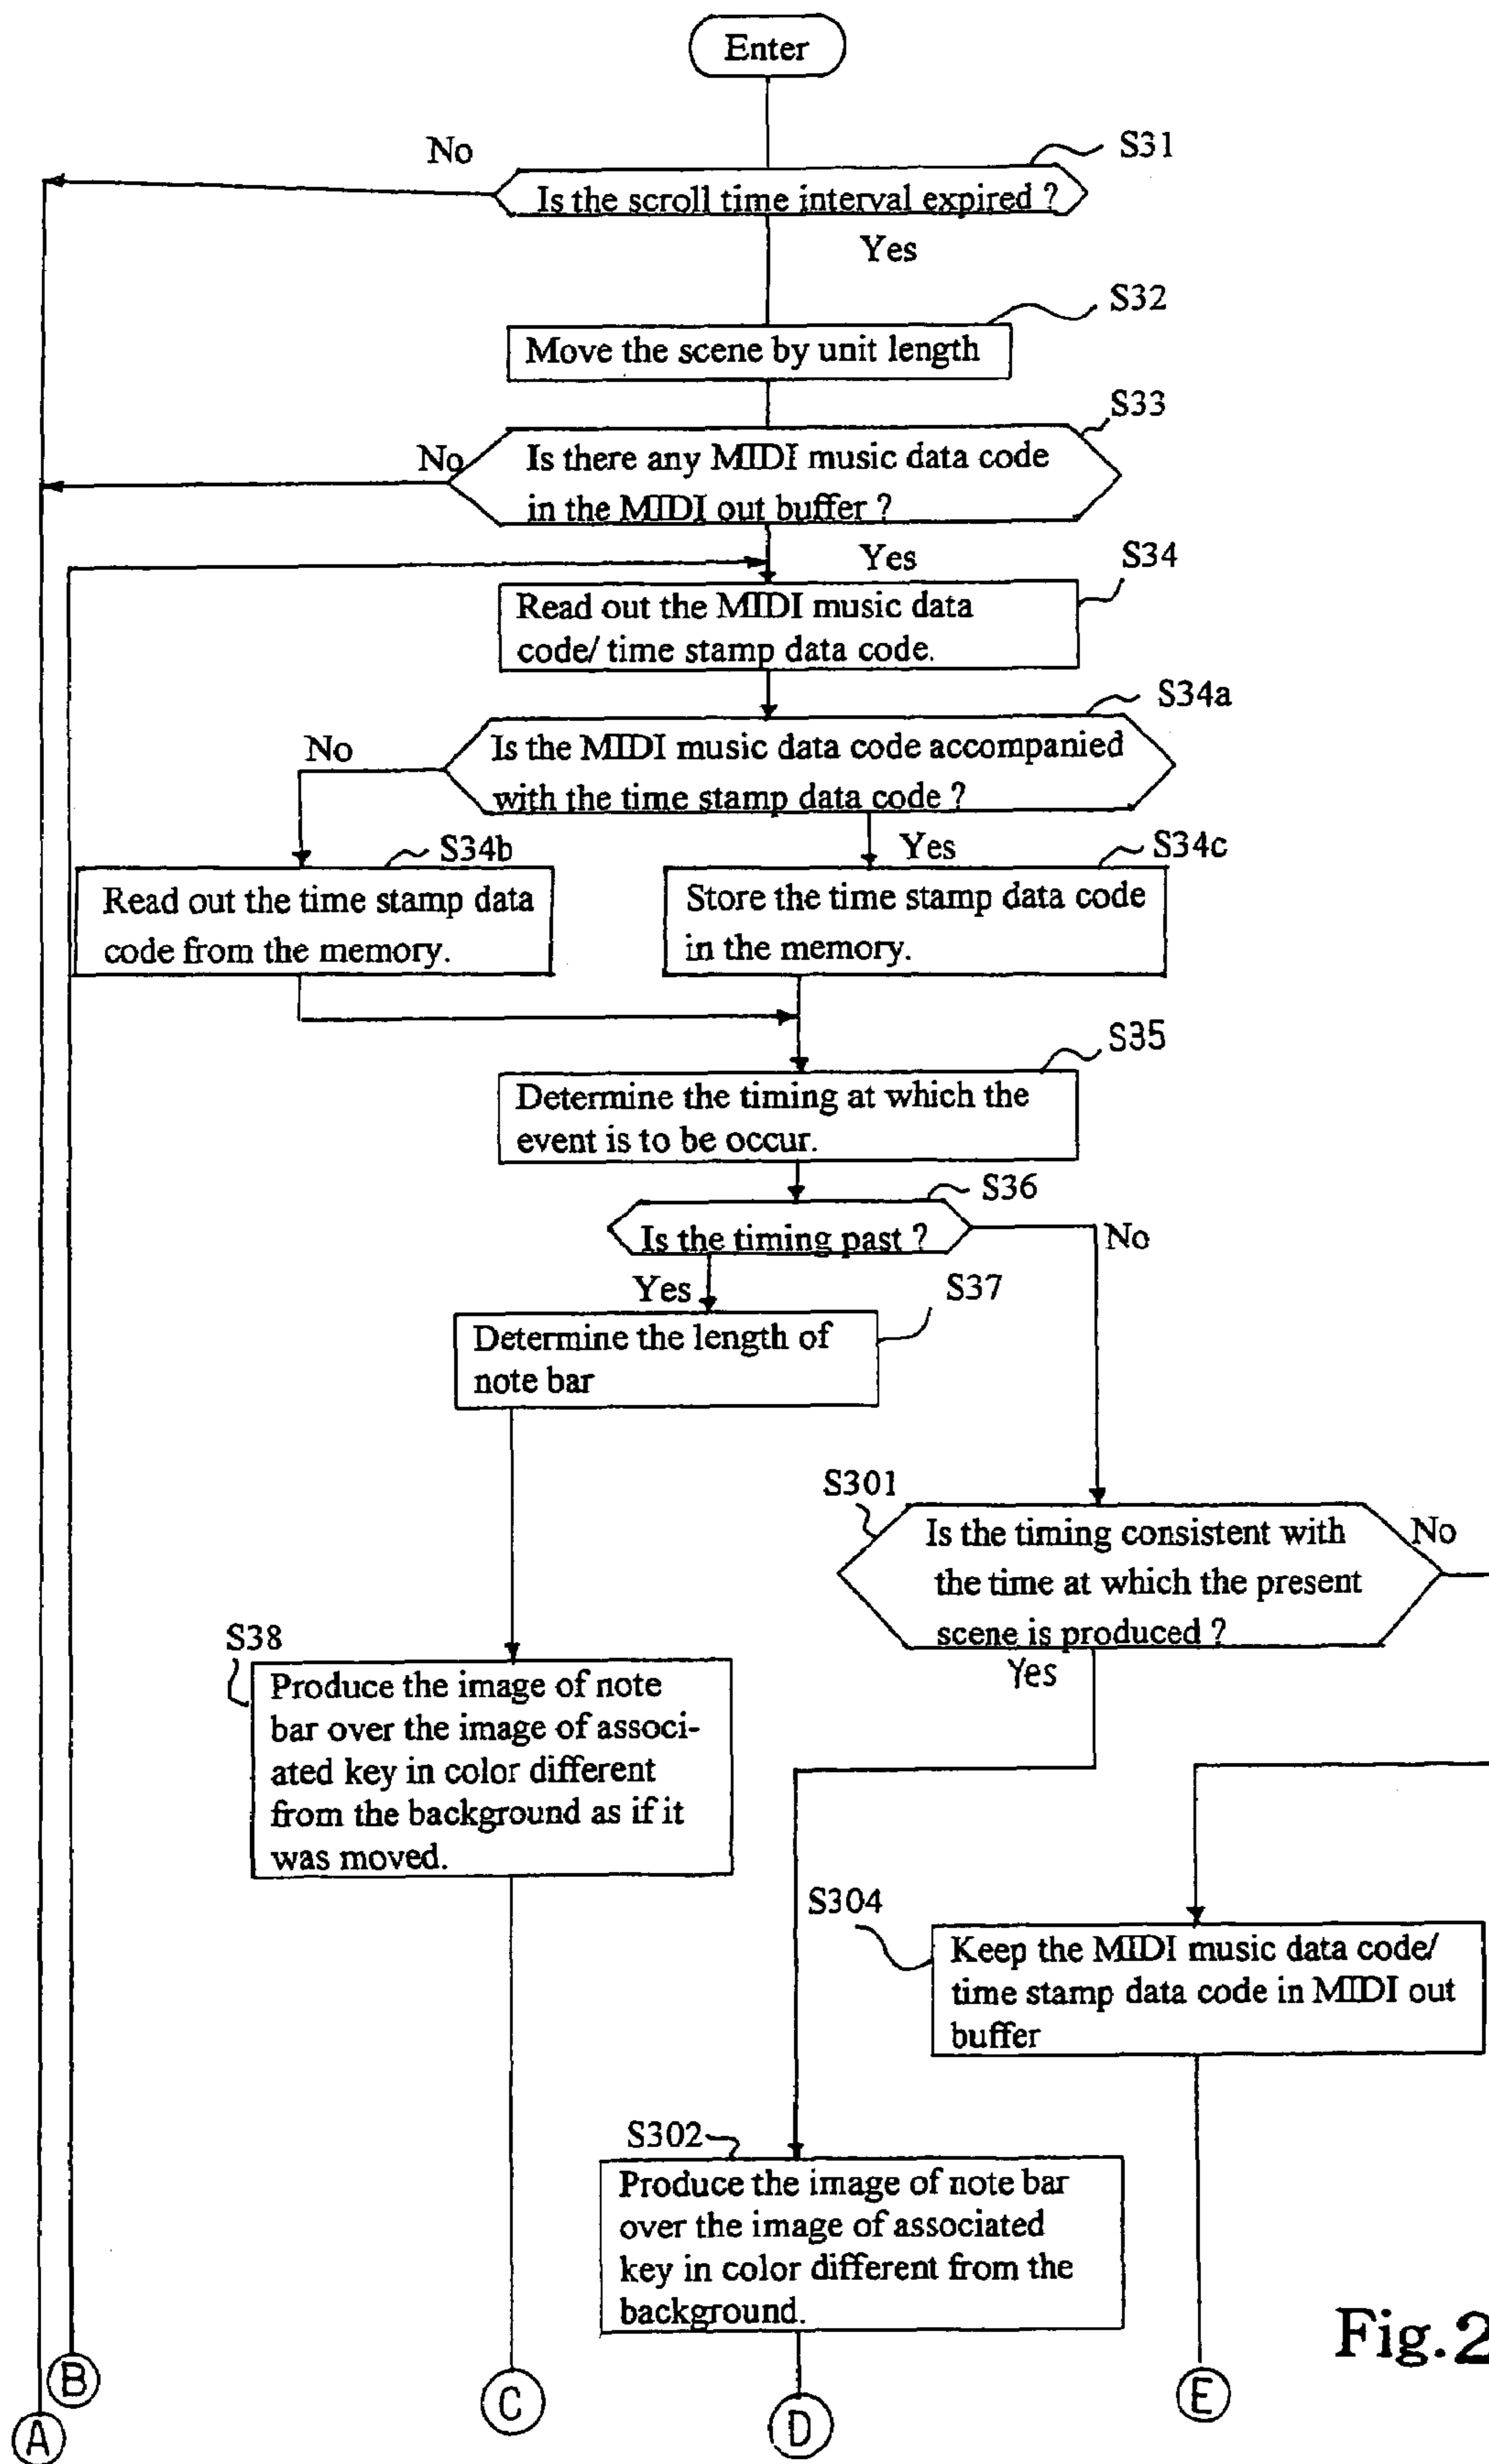 Enter
No
S31
Is the scroll time interval expired ?
Yes
S32
Move the scene by unit length
S33
No
Is there any MIDI music data code
in the MIDI out buffer ?
Yes
S34
Read out the MIDI music data
code/ time stamp data code.
S34a
No
Is the MIDI music data code accompanied
with the time stamp data code ?
S34b
Yes
S34c
Read out the time stamp data
code from the memory.
Store the time stamp data code
in the memory.
S35
Determine the timing at which the
event is to be occur.
S36
Is the timing past ?
No
Yes
S37
Determine the length of
note bar
S301
Is the timing consistent with
the time at which the present
scene is produced ?
No
Yes
S38
Produce the image of note
bar over the image of associ-
ated key in color different
from the background as if it
was moved.
S304
Keep the MIDI music data code/
time stamp data code in MIDI out
buffer
S302
Produce the image of note bar
over the image of associated
key in color different from the
background.
Fig.2
B
C
E
A
D